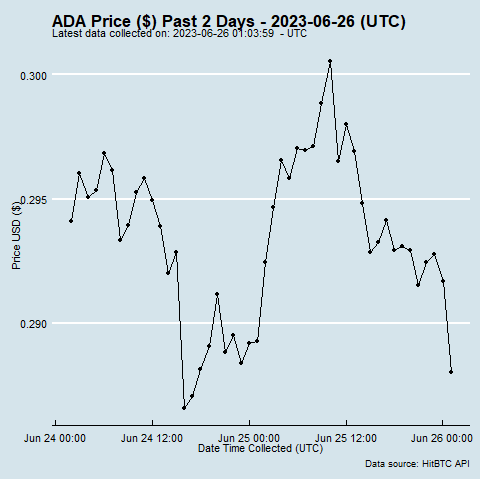 ADA Price ($) Past 2 Days - 2023-06-26 (UTC)
Latest data collected on: 2023-06-26 01:03:59  - UTC
0.300
0.295
0.290
Price USD ($)
Jun 24 00:00 Jun 24 12:00 Jun 25 00:00 Jun 25 12:00 Jun 26 00:00
Date Time Collected (UTC)
Data source: HitBTC API